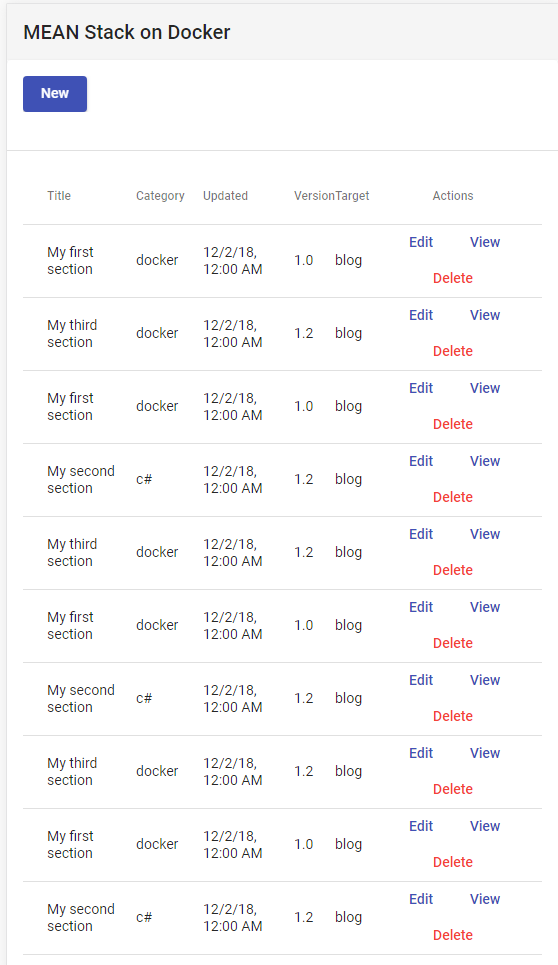 MEAN Stack on Docker
New
Title Category Updated VersionTarget Actions
My first section docker 12/2/18, 12:00 AM 1.0 blog Edit View Delete
My third section docker 12/2/18, 12:00 AM 1.2 blog Edit View Delete
My first section docker 12/2/18, 12:00 AM 1.0 blog Edit View Delete
My second section c# 12/2/18, 12:00 AM 1.2 blog Edit View Delete
My third section docker 12/2/18, 12:00 AM 1.2 blog Edit View Delete
My first section docker 12/2/18, 12:00 AM 1.0 blog Edit View Delete
My second section c# 12/2/18, 12:00 AM 1.2 blog Edit View Delete
My third section docker 12/2/18, 12:00 AM 1.2 blog Edit View Delete
My first section docker 12/2/18, 12:00 AM 1.0 blog Edit View Delete
My second section c# 12/2/18, 12:00 AM 1.2 blog Edit View Delete